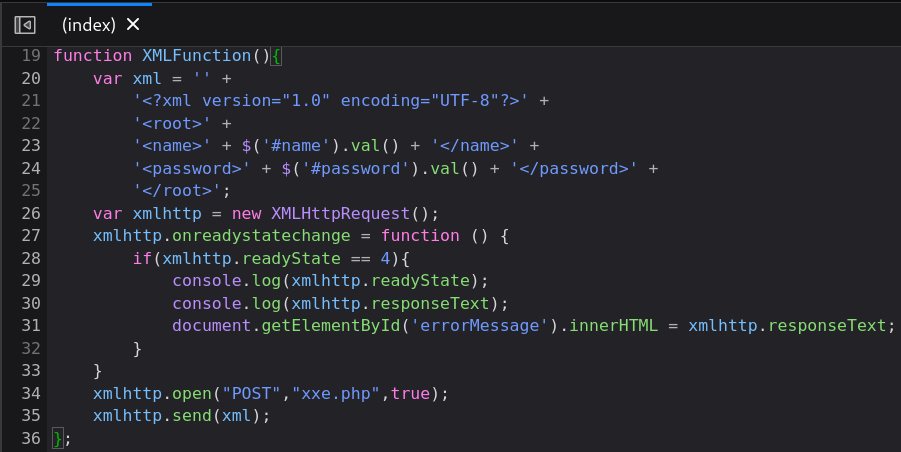 (index) ✕
19 function XMLFunction(){
20     var xml = '' +
21         '<?xml version="1.0" encoding="UTF-8"?>' +
22         '<root>' +
23         '<name>' + $('#name').val() + '</name>' +
24         '<password>' + $('#password').val() + '</password>' +
25         '</root>';
26     var xmlhttp = new XMLHttpRequest();
27     xmlhttp.onreadystatechange = function () {
28         if(xmlhttp.readyState == 4){
29             console.log(xmlhttp.readyState);
30             console.log(xmlhttp.responseText);
31             document.getElementById('errorMessage').innerHTML = xmlhttp.responseText;
32         }
33     }
34     xmlhttp.open("POST","xxe.php",true);
35     xmlhttp.send(xml);
36 };